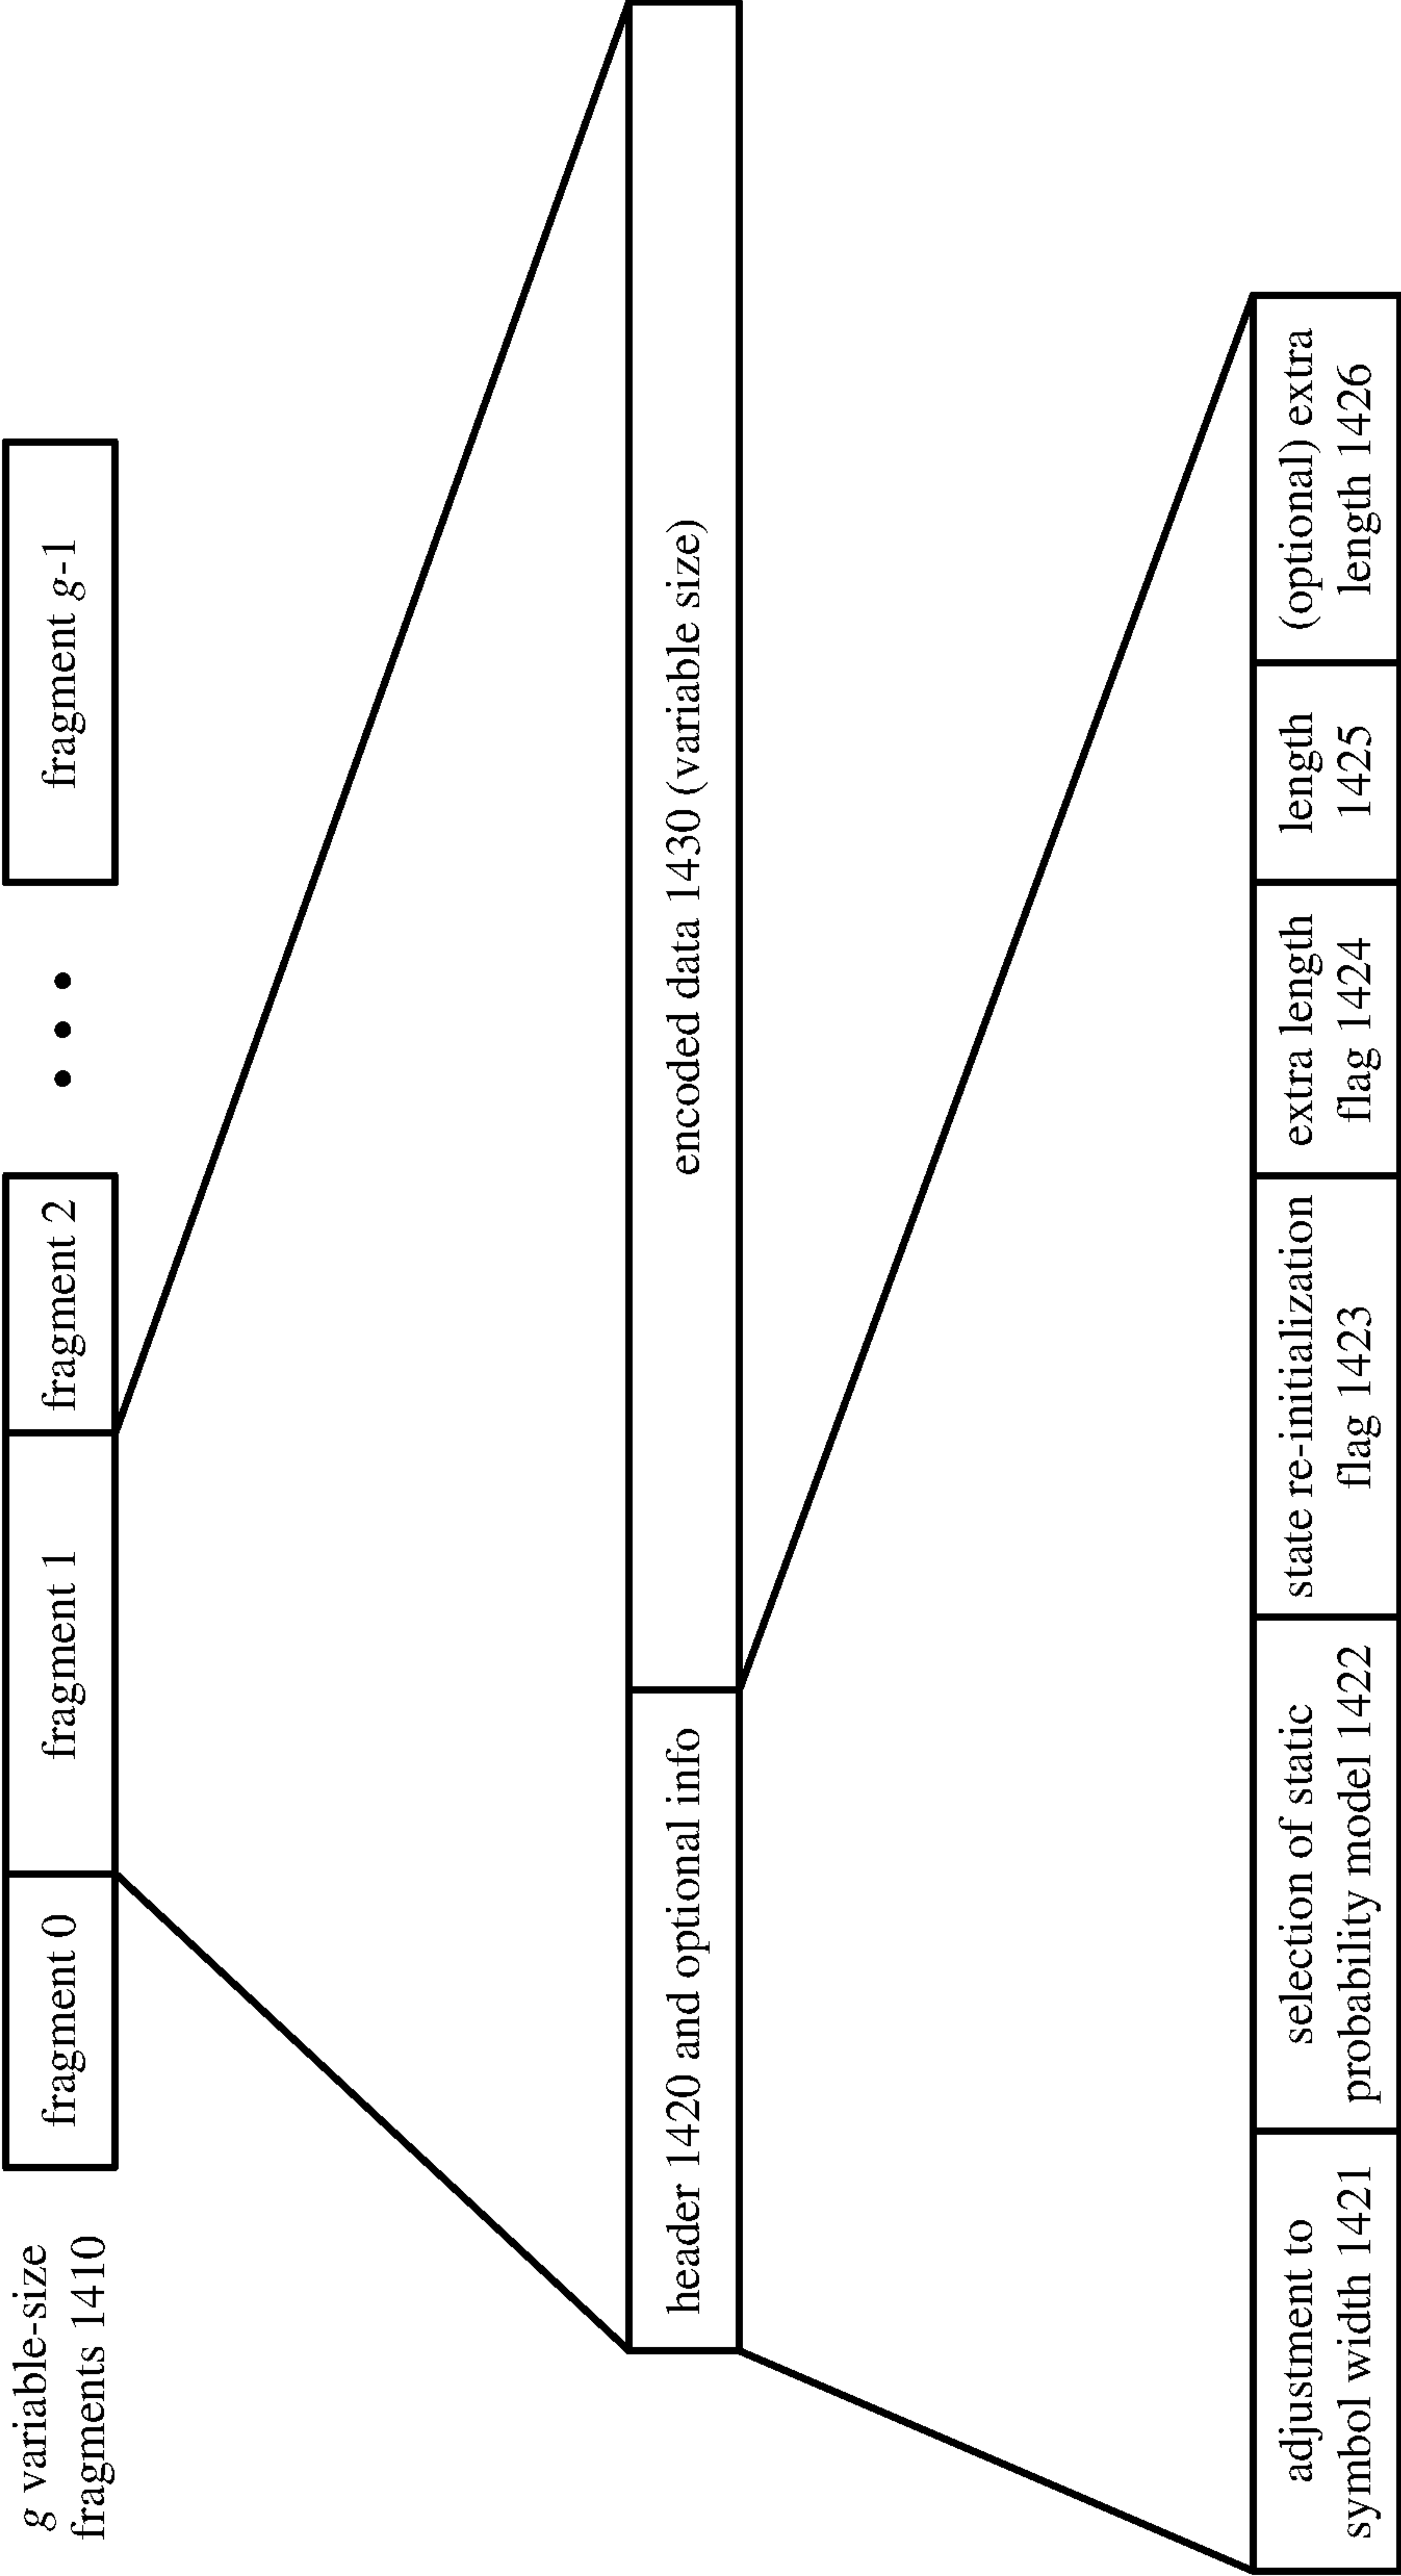 g variable-size
fragments 1410
fragment 0
fragment 1
fragment 2
• • •
fragment g-1
header 1420 and optional info
encoded data 1430 (variable size)
adjustment to
symbol width 1421
selection of static
probability model 1422
state re-initialization
flag 1423
extra length
flag 1424
length
1425
(optional) extra
length 1426